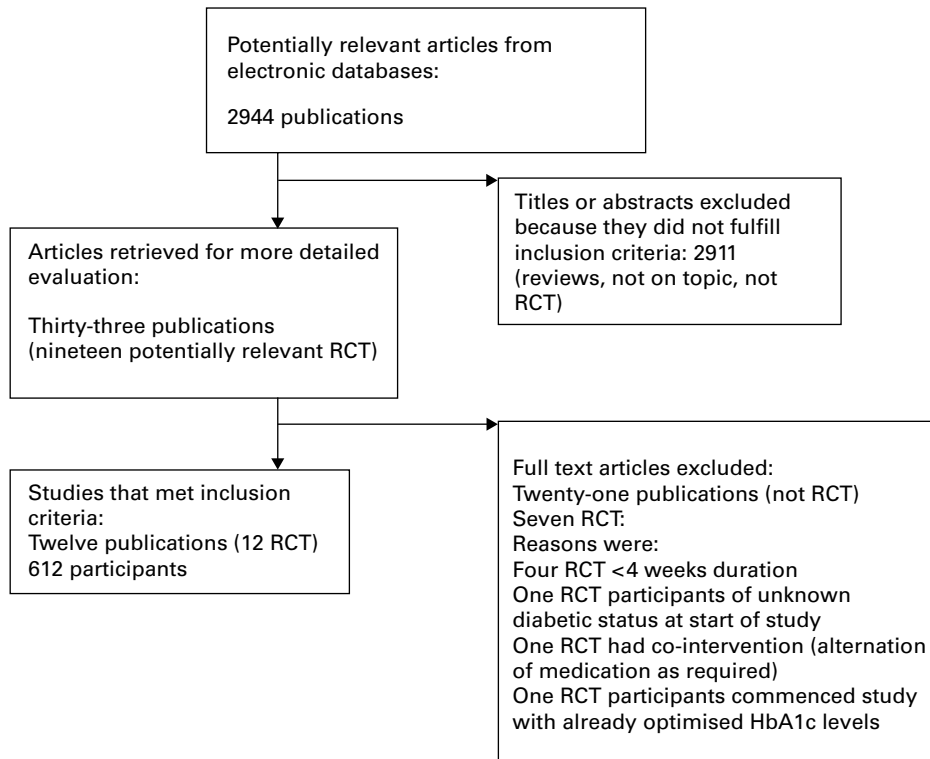 Potentially relevant articles from
electronic databases:
2944 publications
Titles or abstracts excluded
because they did not fulfill
inclusion criteria: 2911
(reviews, not on topic, not
RCT)
Articles retrieved for more detailed
evaluation:
Thirty-three publications
(nineteen potentially relevant RCT)
Full text articles excluded:
Twenty-one publications (not RCT)
Seven RCT:
Reasons were:
Four RCT <4 weeks duration
One RCT participants of unknown
diabetic status at start of study
One RCT had co-intervention (alternation
of medication as required)
One RCT participants commenced study
with already optimised HbA1c levels
Studies that met inclusion
criteria:
Twelve publications (12 RCT)
612 participants